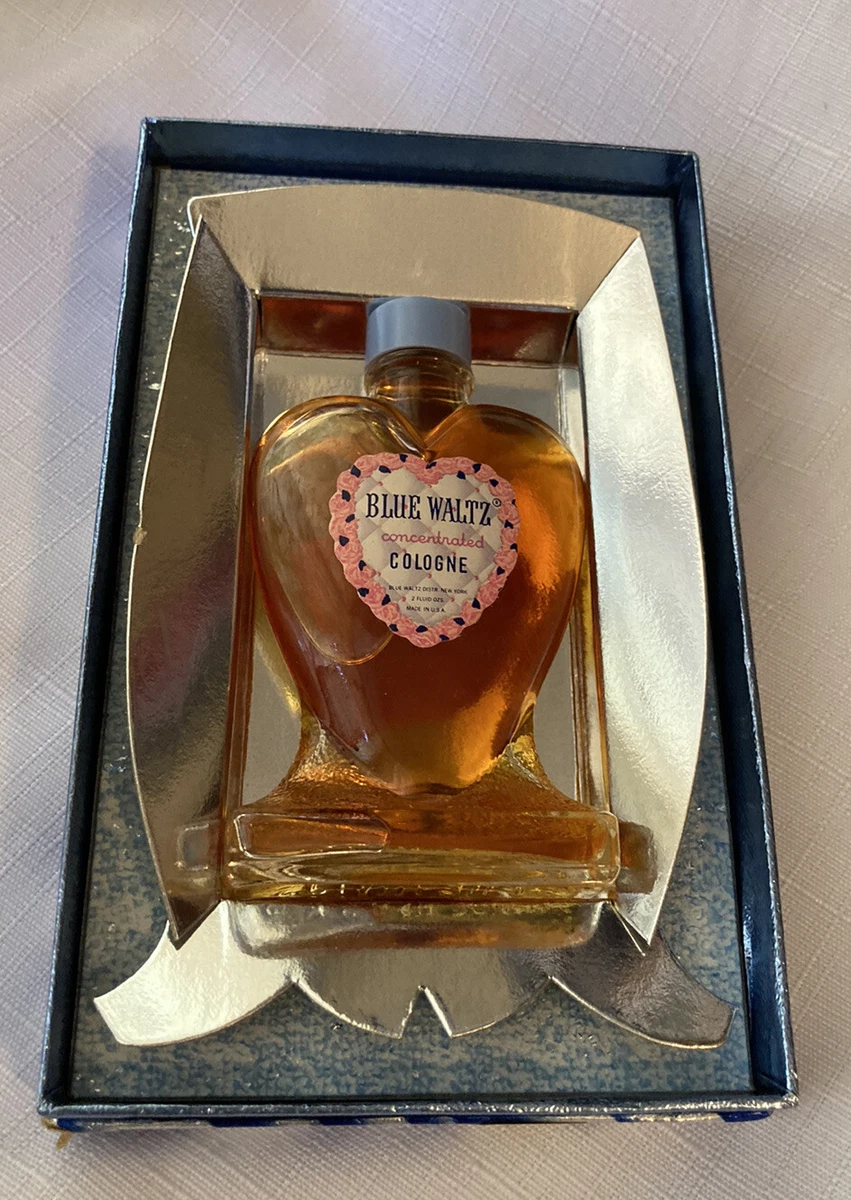 BLUE WALTZ®
concentrated
COLOGNE
BLUE WALTZ DISTR. NEW YORK
2 FLUID OZS.
MADE IN U.S.A.